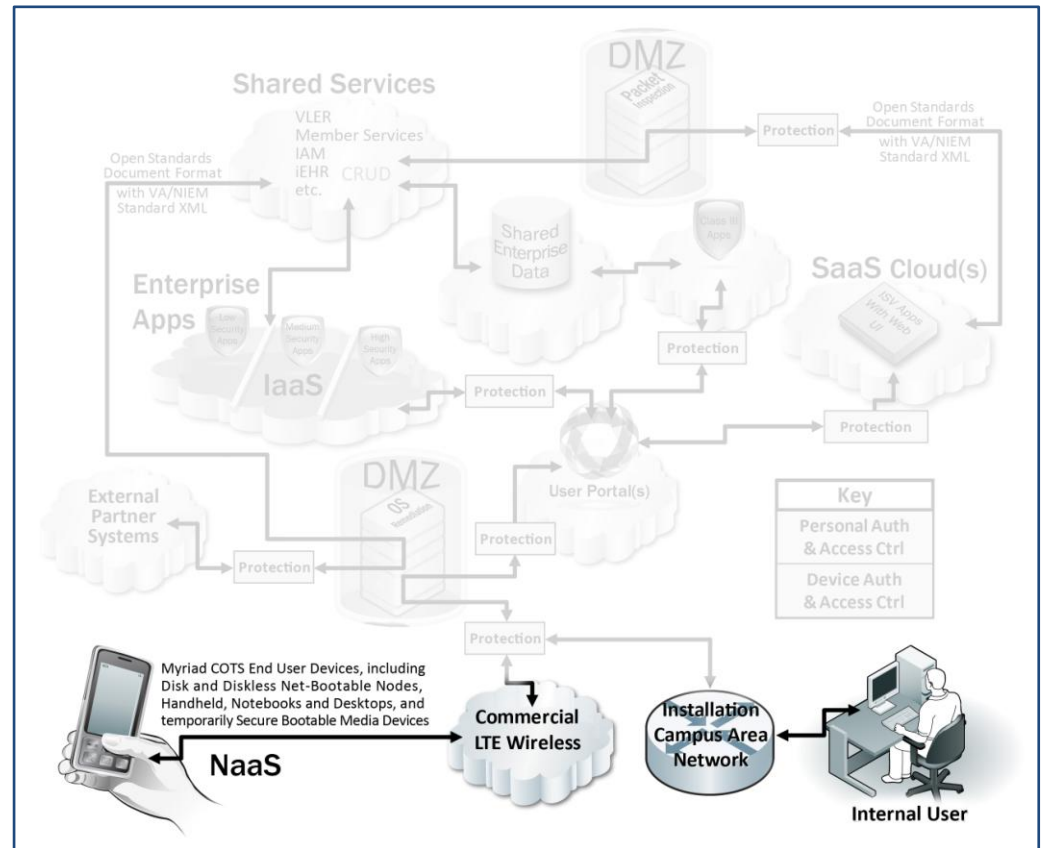 DMZ
Packet
Inspection
Shared Services
VLER
Member Services
IAM
iEHR
etc.
CRUD
Protection
Open Standards
Document Format
with VA/NIEM
Standard XML
Open Standards
Document Format
with VA/NIEM
Standard XML
Shared
Enterprise
Data
Class III
Apps
SaaS Cloud(s)
ISV Apps
With Web
UI
Enterprise
Apps
Low
Security
Apps
Medium
Security
Apps
High
Security
Apps
IaaS
Protection
Protection
Protection
DMZ
OS
Remediation
User Portal(s)
External
Partner
Systems
Protection
Protection
Key
Personal Auth
& Access Ctrl
Device Auth
& Access Ctrl
Protection
Myriad COTS End User Devices, including
Disk and Diskless Net-Bootable Nodes,
Handheld, Notebooks and Desktops, and
temporarily Secure Bootable Media Devices
NaaS
Commercial
LTE Wireless
Installation
Campus Area
Network
Internal User